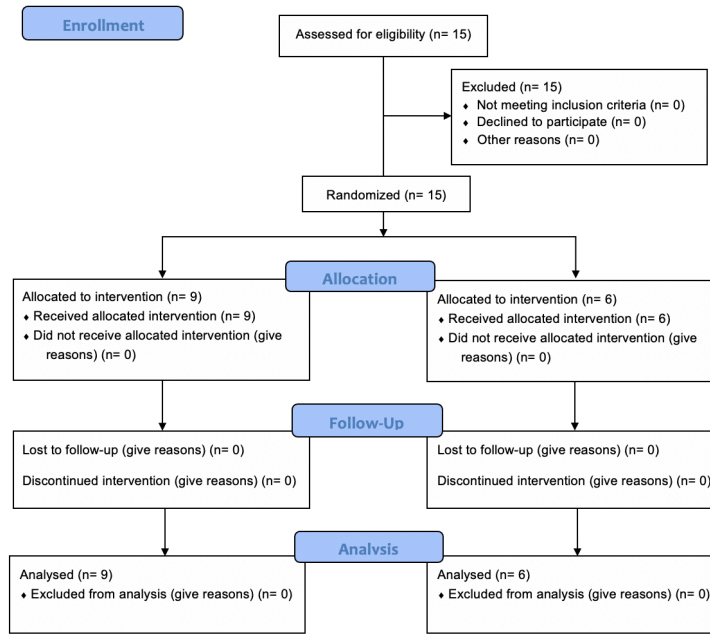 Enrollment
Assessed for eligibility (n= 15)
Excluded (n= 15)
♦ Not meeting inclusion criteria (n= 0)
♦ Declined to participate (n= 0)
♦ Other reasons (n= 0)
Randomized (n= 15)
Allocation
Allocated to intervention (n= 9)
♦ Received allocated intervention (n= 9)
♦ Did not receive allocated intervention (give
reasons) (n= 0)
Allocated to intervention (n= 6)
♦ Received allocated intervention (n= 6)
♦ Did not receive allocated intervention (give
reasons) (n= 0)
Follow-Up
Lost to follow-up (give reasons) (n= 0)
Discontinued intervention (give reasons) (n= 0)
Lost to follow-up (give reasons) (n= 0)
Discontinued intervention (give reasons) (n= 0)
Analysis
Analysed (n= 9)
♦ Excluded from analysis (give reasons) (n= 0)
Analysed (n= 6)
♦ Excluded from analysis (give reasons) (n= 0)